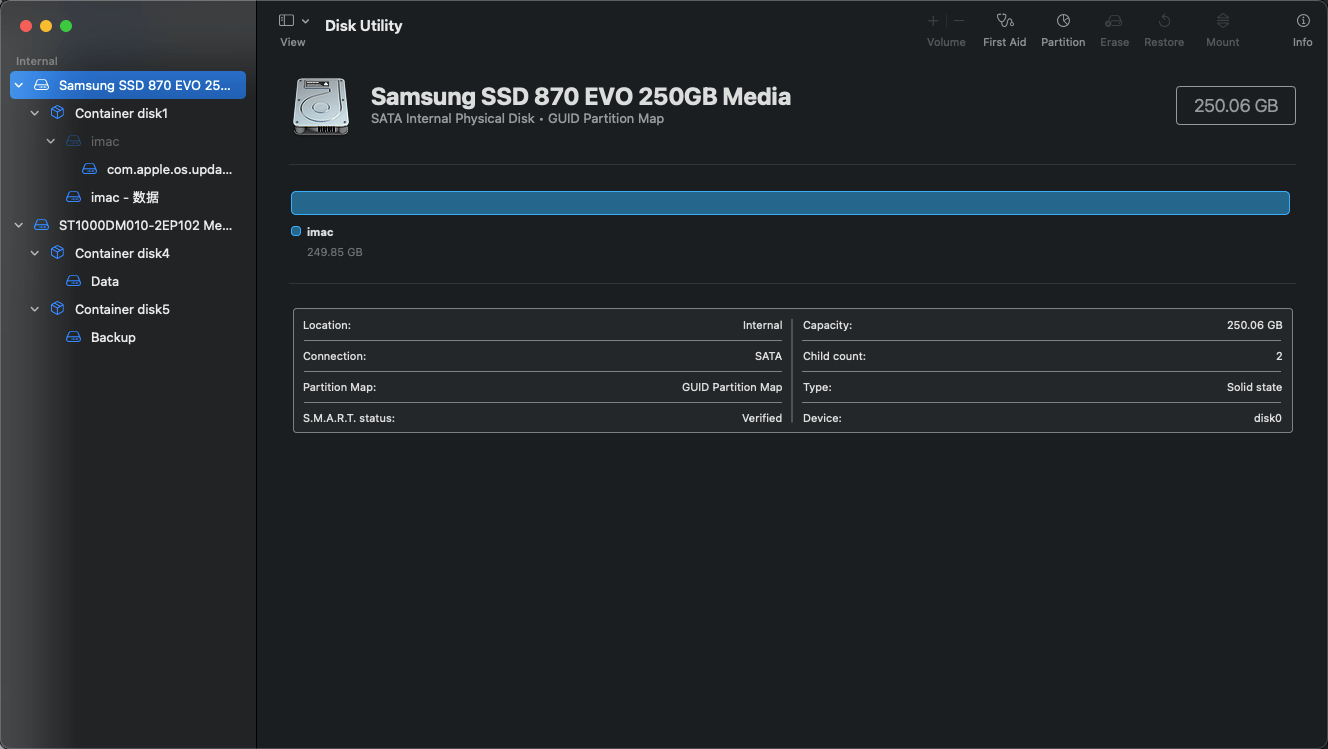 Disk Utility
View
Volume
First Aid
Partition
Erase
Restore
Mount
Info
Internal
Samsung SSD 870 EVO 25...
Container disk1
imac
com.apple.os.upda...
imac - 数据
ST1000DM010-2EP102 Me...
Container disk4
Data
Container disk5
Backup
Samsung SSD 870 EVO 250GB Media
SATA Internal Physical Disk • GUID Partition Map
250.06 GB
imac
249.85 GB
Location: Internal
Connection: SATA
Partition Map: GUID Partition Map
S.M.A.R.T. status: Verified
Capacity: 250.06 GB
Child count: 2
Type: Solid state
Device: disk0